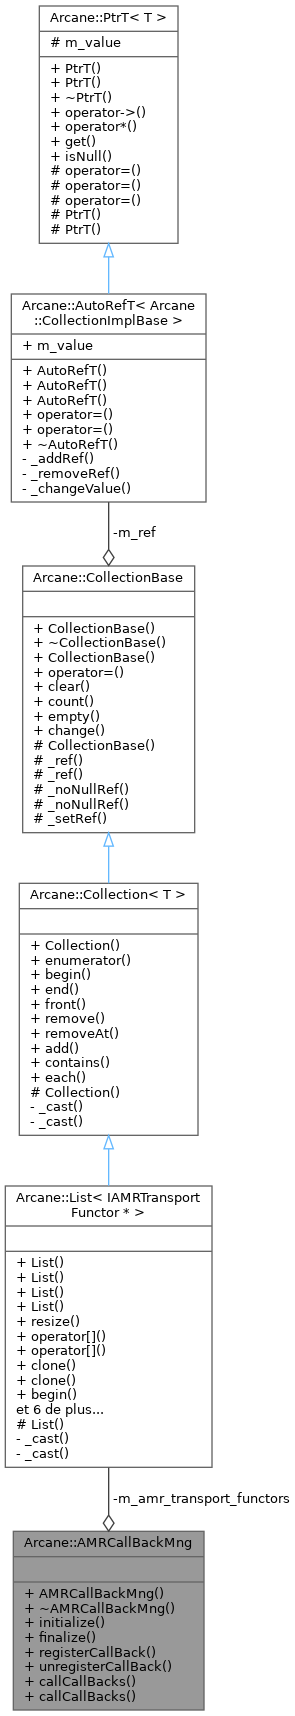 Arcane::PtrT< T >
# m_value
+ PtrT()
+ PtrT()
+ ~PtrT()
+ operator->()
+ operator*()
+ get()
+ isNull()
# operator=()
# operator=()
# operator=()
# PtrT()
# PtrT()
Arcane::AutoRefT< Arcane
::CollectionImplBase >
+ m_value
+ AutoRefT()
+ AutoRefT()
+ AutoRefT()
+ operator=()
+ operator=()
+ ~AutoRefT()
- _addRef()
- _removeRef()
- _changeValue()
-m_ref
Arcane::CollectionBase
+ CollectionBase()
+ ~CollectionBase()
+ CollectionBase()
+ operator=()
+ clear()
+ count()
+ empty()
+ change()
# CollectionBase()
# _ref()
# _ref()
# _noNullRef()
# _noNullRef()
# _setRef()
Arcane::Collection< T >
+ Collection()
+ enumerator()
+ begin()
+ end()
+ front()
+ remove()
+ removeAt()
+ add()
+ contains()
+ each()
# Collection()
- _cast()
- _cast()
Arcane::List< IAMRTransport
Functor * >
+ List()
+ List()
+ List()
+ List()
+ resize()
+ operator[]()
+ operator[]()
+ clone()
+ clone()
+ begin()
et 6 de plus...
# List()
- _cast()
- _cast()
-m_amr_transport_functors
Arcane::AMRCallBackMng
+ AMRCallBackMng()
+ ~AMRCallBackMng()
+ initialize()
+ finalize()
+ registerCallBack()
+ unregisterCallBack()
+ callCallBacks()
+ callCallBacks()